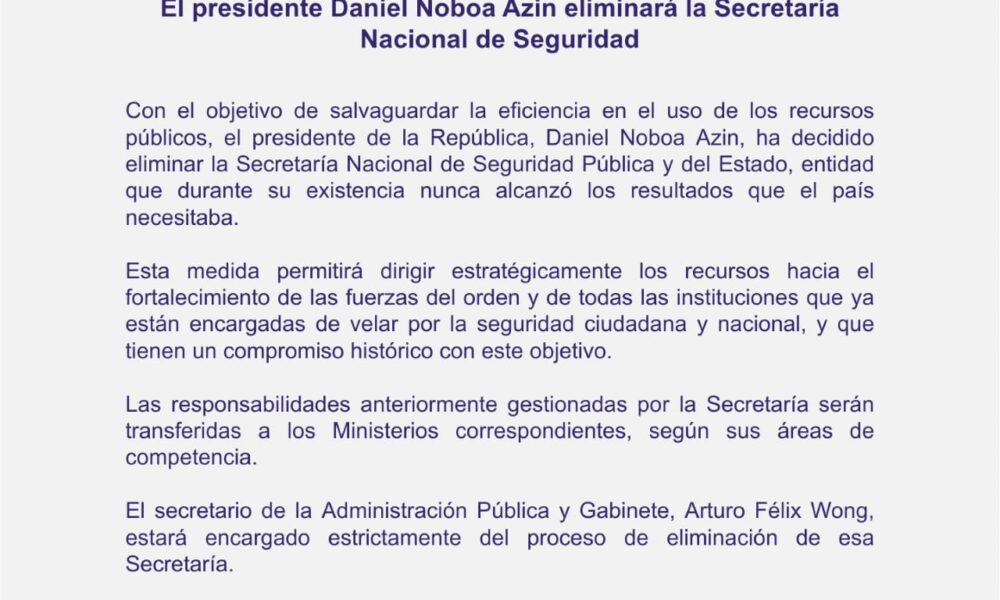 El presidente Daniel Noboa Azin eliminará la Secretaría
Nacional de Seguridad
Con el objetivo de salvaguardar la eficiencia en el uso de los recursos
públicos, el presidente de la República, Daniel Noboa Azin, ha decidido
eliminar la Secretaría Nacional de Seguridad Pública y del Estado, entidad
que durante su existencia nunca alcanzó los resultados que el país
necesitaba.
Esta medida permitirá dirigir estratégicamente los recursos hacia el
fortalecimiento de las fuerzas del orden y de todas las instituciones que ya
están encargadas de velar por la seguridad ciudadana y nacional, y que
tienen un compromiso histórico con este objetivo.
Las responsabilidades anteriormente gestionadas por la Secretaría serán
transferidas a los Ministerios correspondientes, según sus áreas de
competencia.
El secretario de la Administración Pública y Gabinete, Arturo Félix Wong,
estará encargado estrictamente del proceso de eliminación de esa
Secretaría.